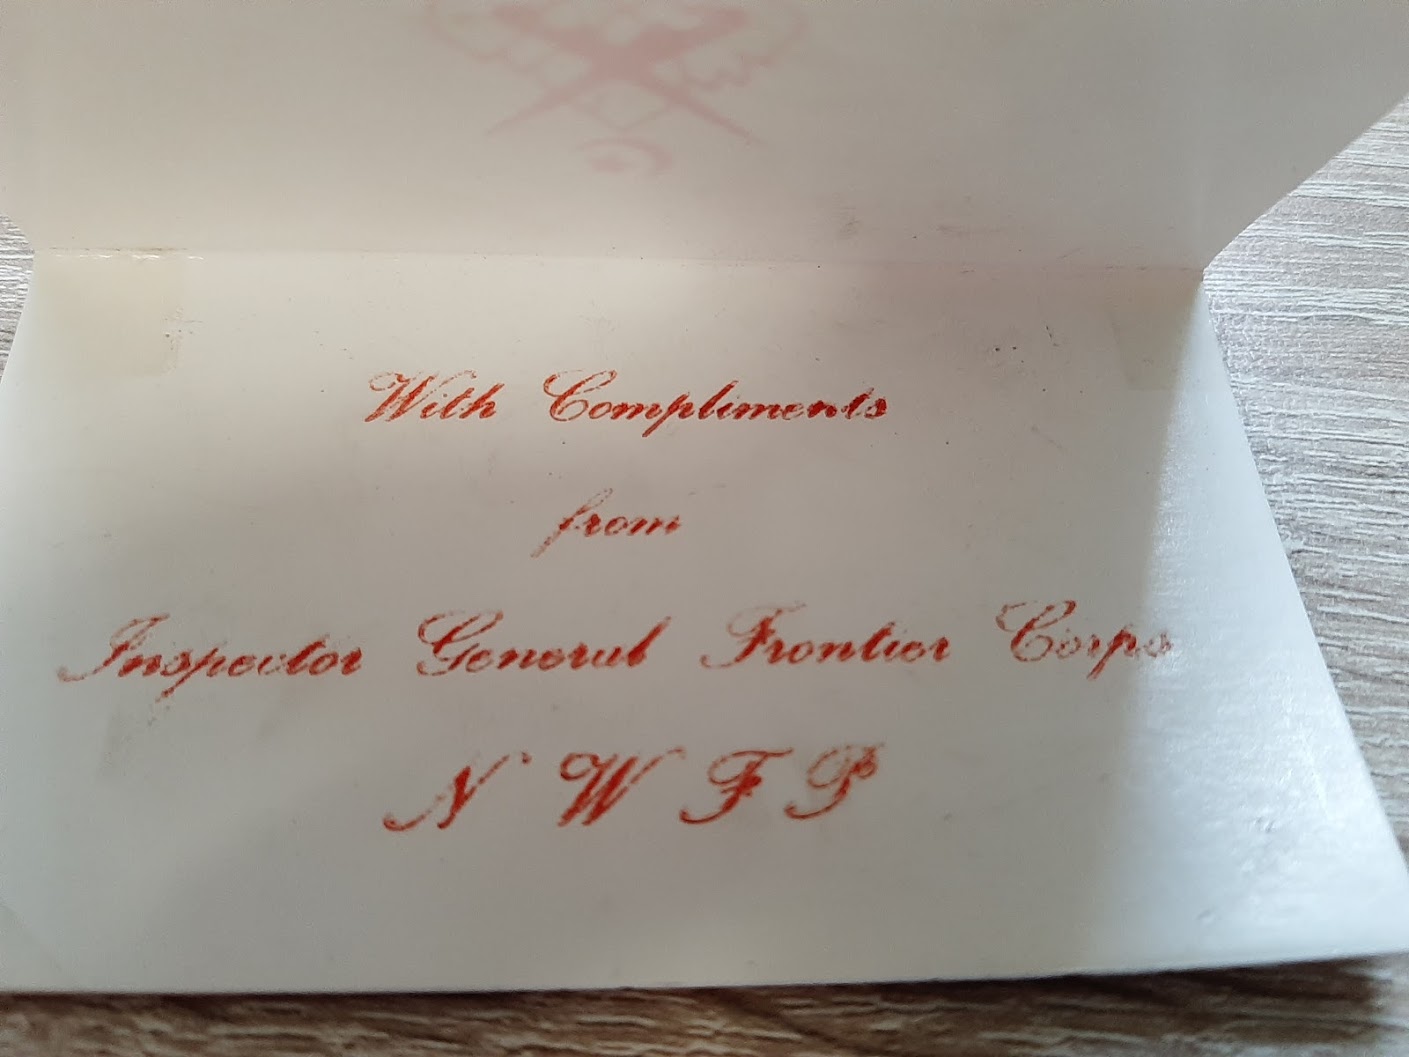 With Compliments
from
Inspector General Frontier Corps
N W F P